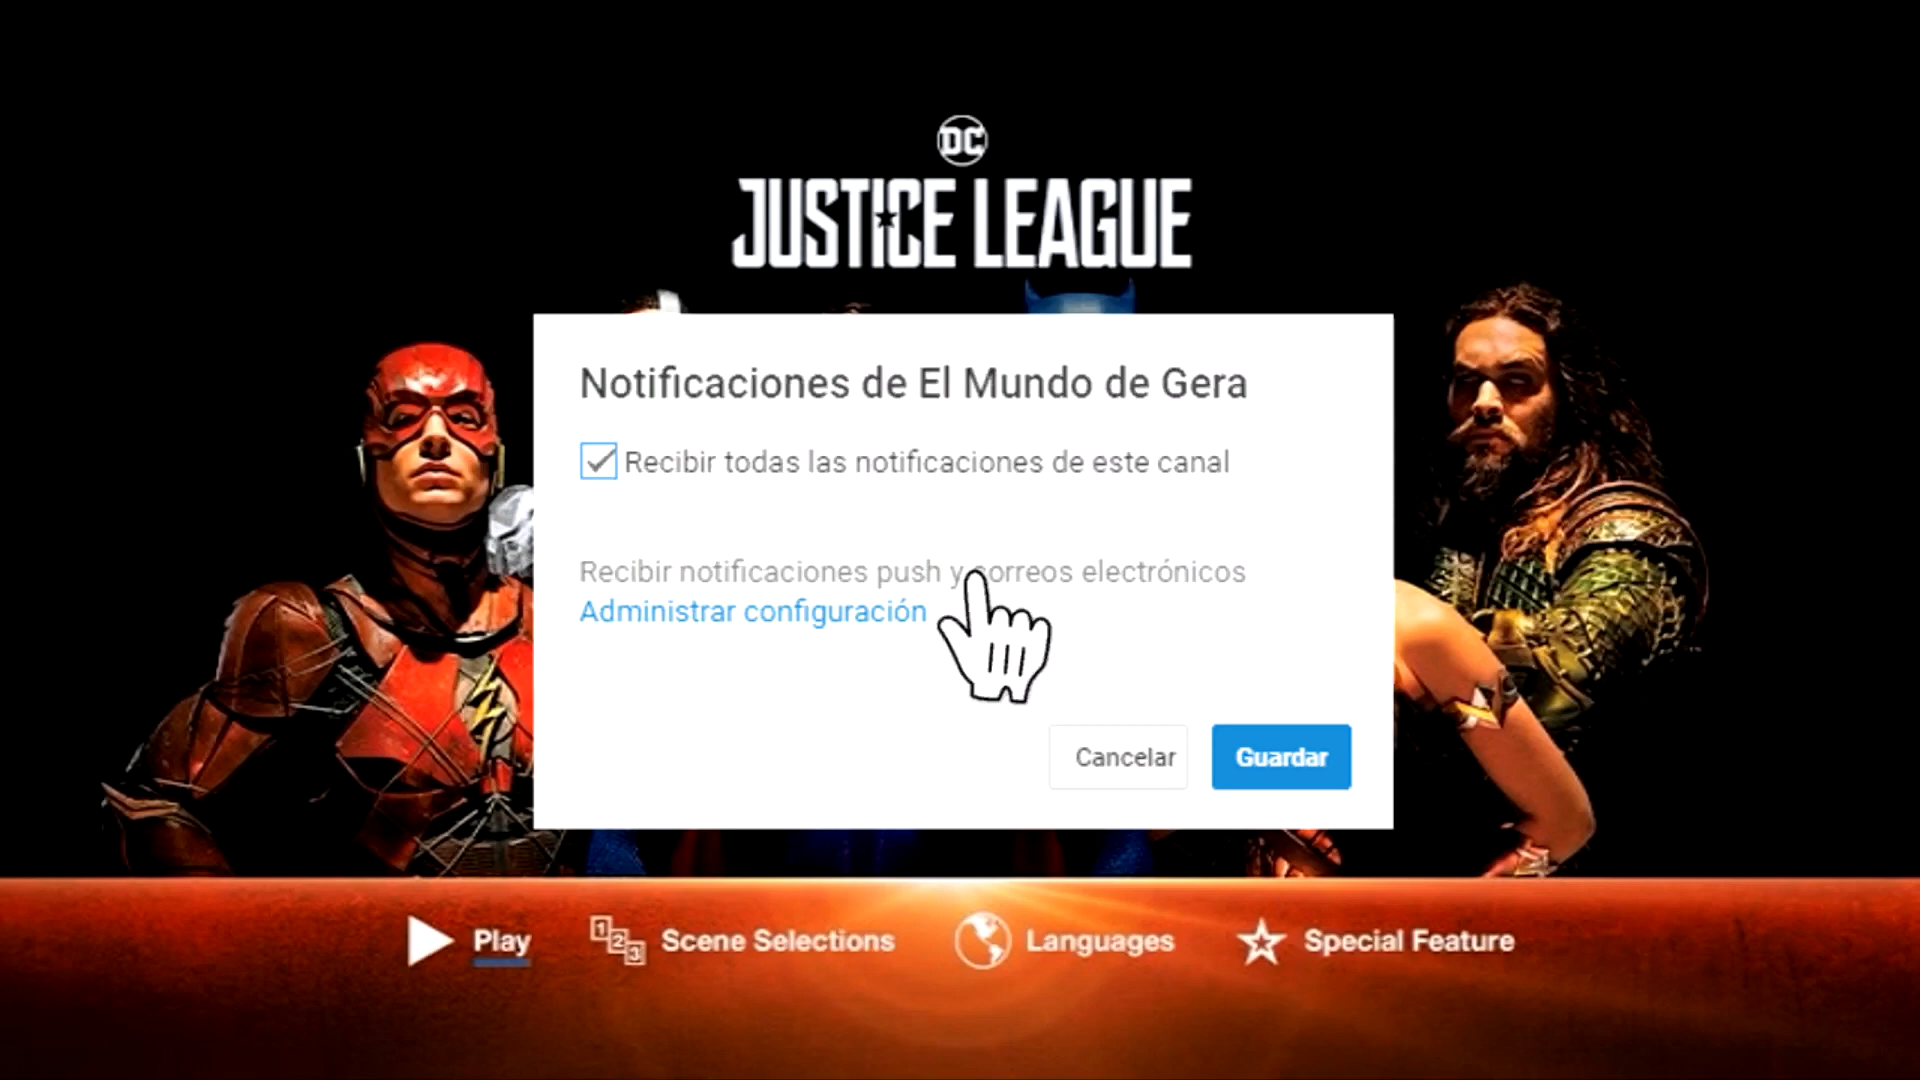 DC
JUSTICE LEAGUE
Notificaciones de El Mundo de Gera
Recibir todas las notificaciones de este canal
Recibir notificaciones push y correos electrónicos
Administrar configuración
Cancelar
Guardar
Play
123
Scene Selections
Languages
Special Feature